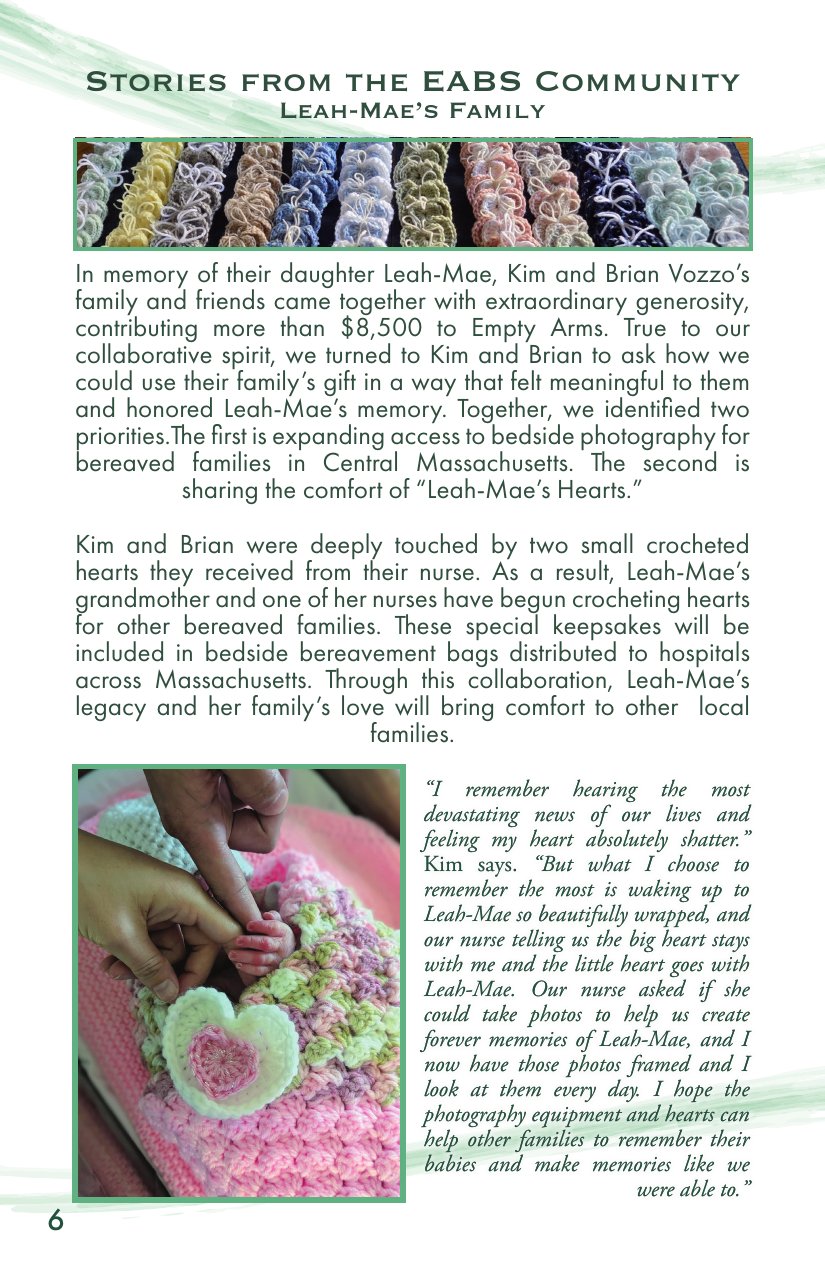 Stories from the EABS Community
Leah-Mae’s Family
In memory of their daughter Leah-Mae, Kim and Brian Vozzo’s
family and friends came together with extraordinary generosity,
contributing more than $8,500 to Empty Arms. True to our
collaborative spirit, we turned to Kim and Brian to ask how we
could use their family’s gift in a way that felt meaningful to them
and honored Leah-Mae’s memory. Together, we identified two
priorities.The first is expanding access to bedside photography for
bereaved families in Central Massachusetts. The second is
sharing the comfort of “Leah-Mae’s Hearts.”
Kim and Brian were deeply touched by two small crocheted
hearts they received from their nurse. As a result, Leah-Mae’s
grandmother and one of her nurses have begun crocheting hearts
for other bereaved families. These special keepsakes will be
included in bedside bereavement bags distributed to hospitals
across Massachusetts. Through this collaboration, Leah-Mae’s
legacy and her family’s love will bring comfort to other local
families.
“I remember hearing the most
devastating news of our lives and
feeling my heart absolutely shatter.”
Kim says. “But what I choose to
remember the most is waking up to
Leah-Mae so beautifully wrapped, and
our nurse telling us the big heart stays
with me and the little heart goes with
Leah-Mae. Our nurse asked if she
could take photos to help us create
forever memories of Leah-Mae, and I
now have those photos framed and I
look at them every day. I hope the
photography equipment and hearts can
help other families to remember their
babies and make memories like we
were able to.”
6